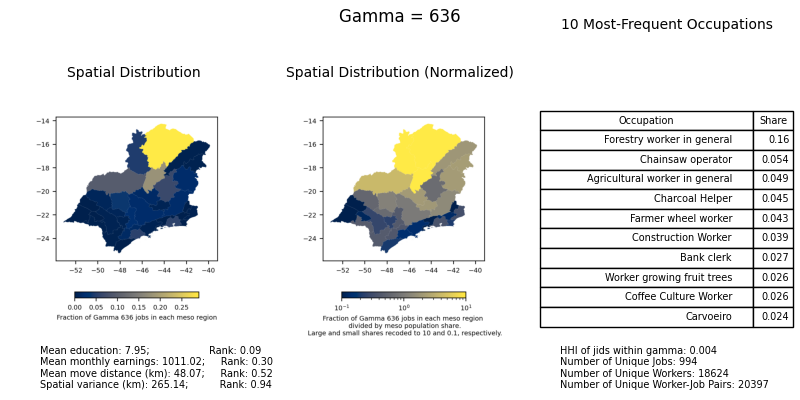 Gamma = 636
Spatial Distribution
−14
−16
−18
−20
−22
−24
−52 −50 −48 −46 −44 −42 −40
0.00 0.05 0.10 0.15 0.20 0.25
Fraction of Gamma 636 jobs in each meso region
Spatial Distribution (Normalized)
−14
−16
−18
−20
−22
−24
−52 −50 −48 −46 −44 −42 −40
10⁻¹ 10⁰ 10¹
Fraction of Gamma 636 jobs in each meso region
divided by meso population share.
Large and small shares recoded to 10 and 0.1, respectively.
10 Most-Frequent Occupations
Occupation Share
Forestry worker in general 0.16
Chainsaw operator 0.054
Agricultural worker in general 0.049
Charcoal Helper 0.045
Farmer wheel worker 0.043
Construction Worker 0.039
Bank clerk 0.027
Worker growing fruit trees 0.026
Coffee Culture Worker 0.026
Carvoeiro 0.024
Mean education: 7.95; Rank: 0.09
Mean monthly earnings: 1011.02; Rank: 0.30
Mean move distance (km): 48.07; Rank: 0.52
Spatial variance (km): 265.14; Rank: 0.94
HHI of jids within gamma: 0.004
Number of Unique Jobs: 994
Number of Unique Workers: 18624
Number of Unique Worker-Job Pairs: 20397